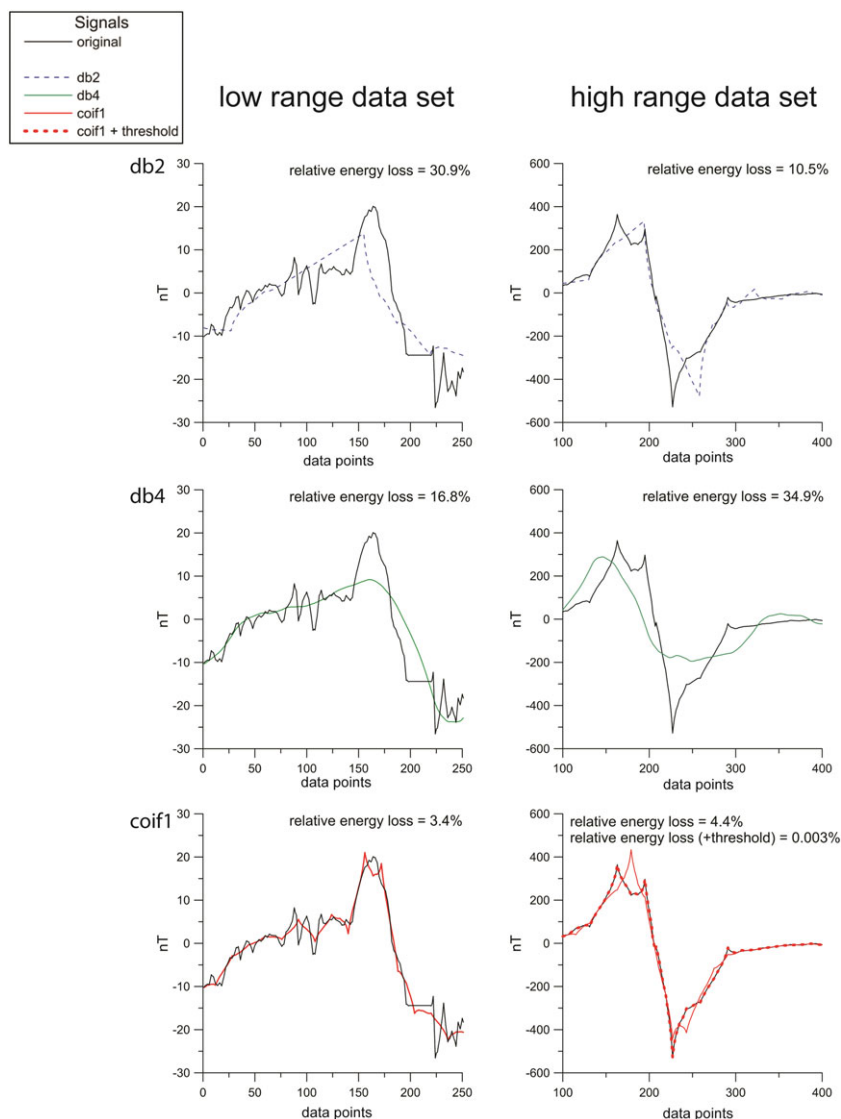 Signals
original
db2
db4
coif1
coif1 + threshold
low range data set
high range data set
db2
relative energy loss = 30.9%
30
20
10
0
-10
-20
-30
nT
0
50
100
150
200
250
data points
relative energy loss = 10.5%
600
400
200
0
-200
-400
-600
nT
100
200
300
400
data points
db4
relative energy loss = 16.8%
30
20
10
0
-10
-20
-30
nT
0
50
100
150
200
250
data points
relative energy loss = 34.9%
600
400
200
0
-200
-400
-600
nT
100
200
300
400
data points
coif1
relative energy loss = 3.4%
30
20
10
0
-10
-20
-30
nT
0
50
100
150
200
250
data points
relative energy loss = 4.4%
relative energy loss (+threshold) = 0.003%
600
400
200
0
-200
-400
-600
nT
100
200
300
400
data points